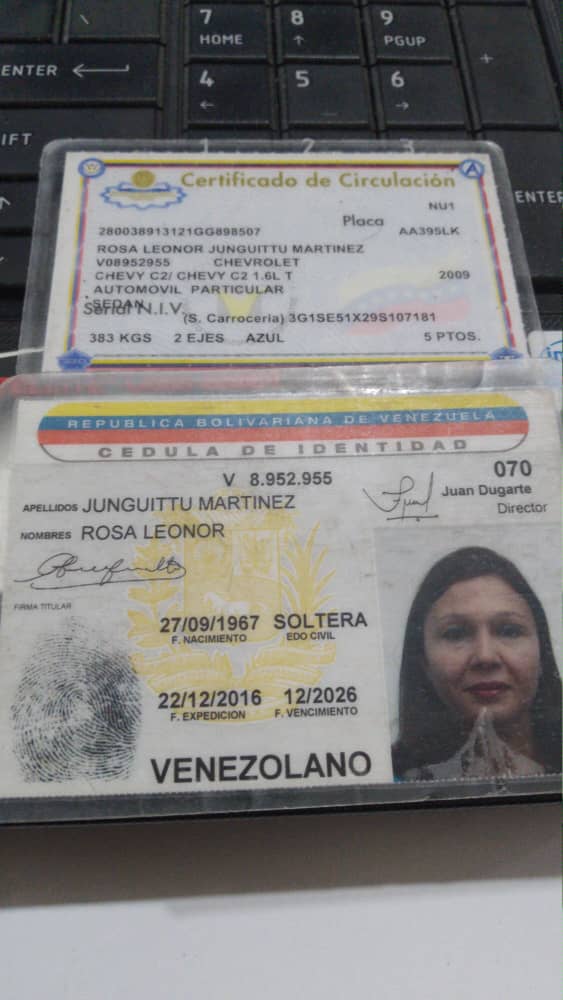 7 8 9
HOME ↑ PGUP
ENTER +
4 5 6
← →
IFT
1 2 3
ENTE
Certificado de Circulación
NU1
Placa
280038913121GG898507 AA395LK
ROSA LEONOR JUNGUITTU MARTINEZ
V08952955 CHEVROLET
CHEVY C2/ CHEVY C2 1.6L T 2009
AUTOMOVIL PARTICULAR
SEDAN
Serial N.I.V. (S. Carroceria) 3G1SE51X29S107181
383 KGS 2 EJES AZUL 5 PTOS.
REPUBLICA BOLIVARIANA DE VENEZUELA
CEDULA DE IDENTIDAD
V 8.952.955 070
APELLIDOS JUNGUITTU MARTINEZ Juan Dugarte
Director
NOMBRES ROSA LEONOR
FIRMA TITULAR
27/09/1967 SOLTERA
F. NACIMIENTO EDO CIVIL
22/12/2016 12/2026
F. EXPEDICION F. VENCIMIENTO
VENEZOLANO